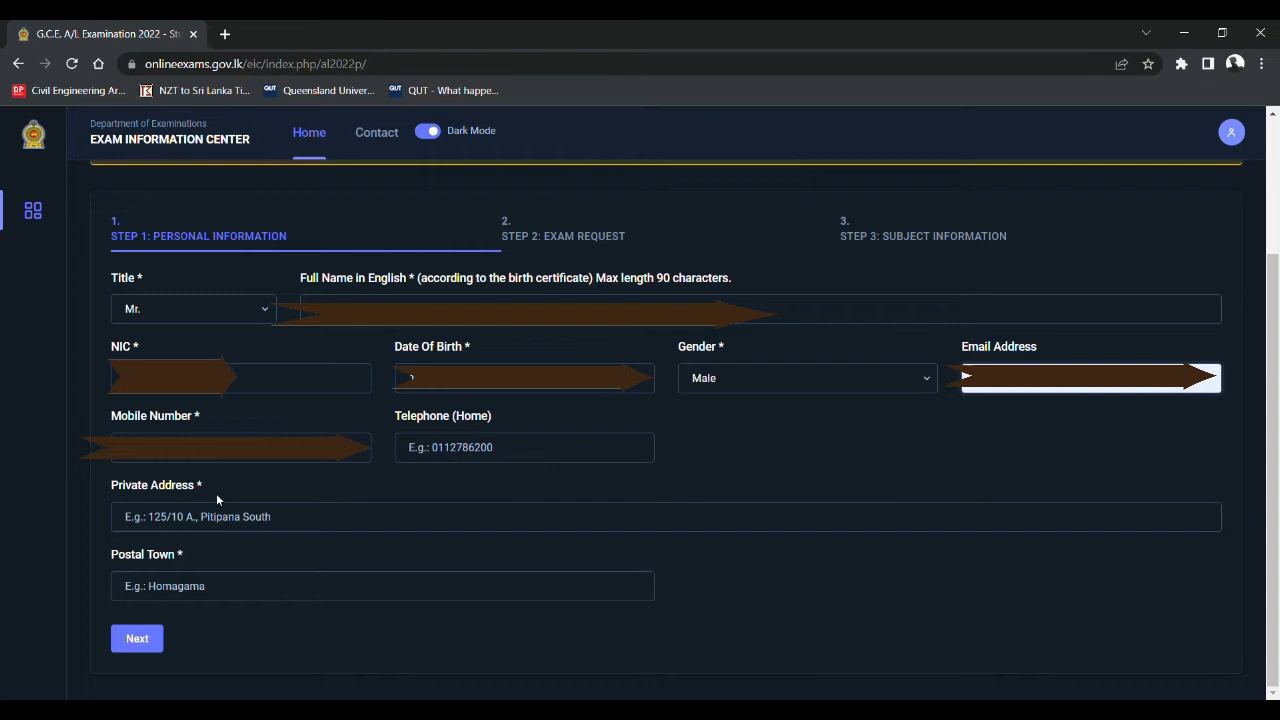 G.C.E. A/L Examination 2022 - Stu
onlineexams.gov.lk/eic/index.php/al2022p/
DP Civil Engineering Ar... NZT to Sri Lanka Ti... QUT Queensland Univer... QUT QUT - What happe...
Department of Examinations
EXAM INFORMATION CENTER
Home Contact Dark Mode
1. 2. 3.
STEP 1: PERSONAL INFORMATION STEP 2: EXAM REQUEST STEP 3: SUBJECT INFORMATION
Title * Full Name in English * (according to the birth certificate) Max length 90 characters.
Mr.
NIC * Date Of Birth * Gender * Email Address
Male
Mobile Number * Telephone (Home)
E.g.: 0112786200
Private Address *
E.g.: 125/10 A., Pitipana South
Postal Town *
E.g.: Homagama
Next